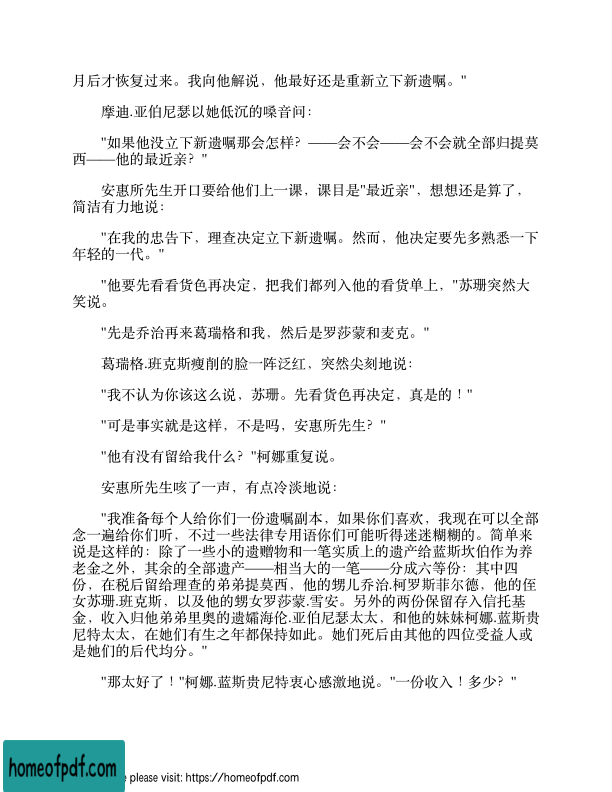 月后才恢复过来。我向他解说，他最好还是重新立下新遗嘱。"
摩迪.亚伯尼瑟以她低沉的嗓音问：
"如果他没立下新遗嘱那会怎样？——会不会——会不会就全部归提莫
西——他的最近亲？"
安惠所先生开口要给他们上一课，课目是"最近亲"，想想还是算了，
简洁有力地说：
"在我的忠告下，理查决定立下新遗嘱。然而，他决定要先多熟悉一下
年轻的一代。"
"他要先看看货色再决定，把我们都列入他的看货单上，"苏珊突然大
笑说。
"先是乔治再来葛瑞格和我，然后是罗莎蒙和麦克。"
葛瑞格.班克斯瘦削的脸一阵泛红，突然尖刻地说：
"我不认为你该这么说，苏珊。先看货色再决定，真是的！"
"可是事实就是这样，不是吗，安惠所先生？"
"他有没有留给我什么？"柯娜重复说。
安惠所先生咳了一声，有点冷淡地说：
"我准备每个人给你们一份遗嘱副本，如果你们喜欢，我现在可以全部
念一遍给你们听，不过一些法律专用语你们可能听得迷迷糊糊的。简单来
说是这样的：除了一些小的遗赠物和一笔实质上的遗产给蓝斯坎伯作为养
老金之外，其余的全部遗产——相当大的一笔——分成六等份：其中四
份，在税后留给理查的弟弟提莫西，他的甥儿乔治.柯罗斯菲尔德，他的侄
女苏珊.班克斯，以及他的甥女罗莎蒙.雪安。另外的两份保留存入信托基
金，收入归他弟弟里奥的遗孀海伦.亚伯尼瑟太太，和他的妹妹柯娜.蓝斯贵
尼特太太，在她们有生之年都保持如此。她们死后由其他的四位受益人或
是她们的后代均分。"
"那太好了！"柯娜.蓝斯贵尼特衷心感激地说。"一份收入！多少？"
homeofpdf.com
e please visit: https://homeofpdf.com